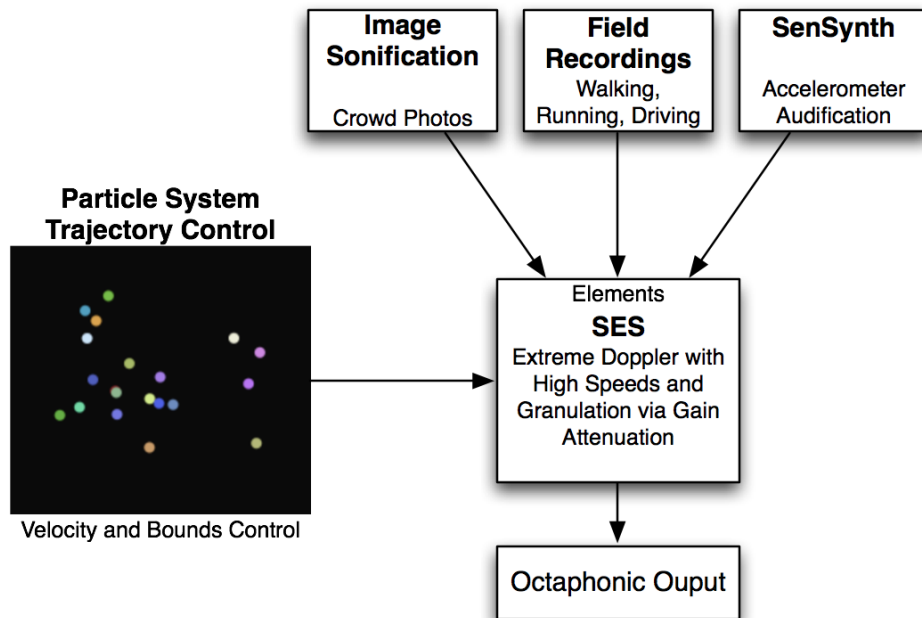 Image
Sonification
Crowd Photos
Field
Recordings
Walking,
Running, Driving
SenSynth
Accelerometer
Audification
Particle System
Trajectory Control
Velocity and Bounds Control
Elements
SES
Extreme Doppler with
High Speeds and
Granulation via Gain
Attenuation
Octaphonic Ouput